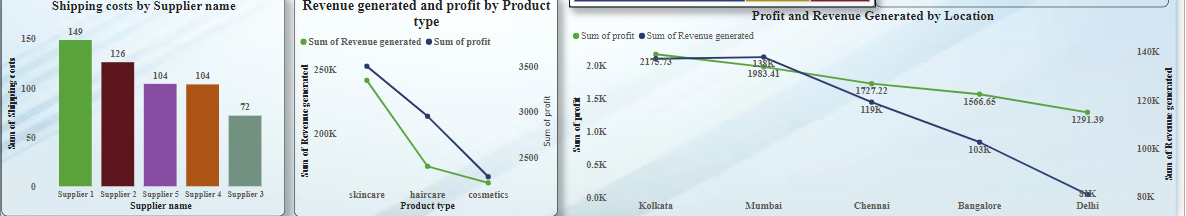 Shipping costs by Supplier name
Sum of Shipping costs
150
100
50
0
149
126
104
104
72
Supplier 1
Supplier 2
Supplier 5
Supplier 4
Supplier 3
Supplier name
Revenue generated and profit by Product
type
Sum of Revenue generated
Sum of profit
Sum of Revenue generated
250K
200K
3500
3000
2500
Sum of profit
skincare
haircare
cosmetics
Product type
Profit and Revenue Generated by Location
Sum of profit
Sum of Revenue generated
Sum of profit
2.0K
1.5K
1.0K
0.5K
0.0K
2175.73
138K
1983.41
1727.22
119K
1566.65
103K
1291.39
81K
140K
120K
100K
80K
Sum of Revenue generated
Kolkata
Mumbai
Chennai
Bangalore
Delhi